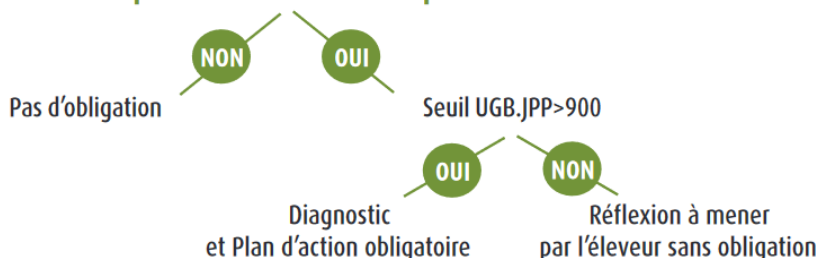 NON
OUI
Pas d'obligation
Seuil UGB.JPP>900
OUI
NON
Diagnostic
et Plan d'action obligatoire
Réflexion à mener
par l'éleveur sans obligation